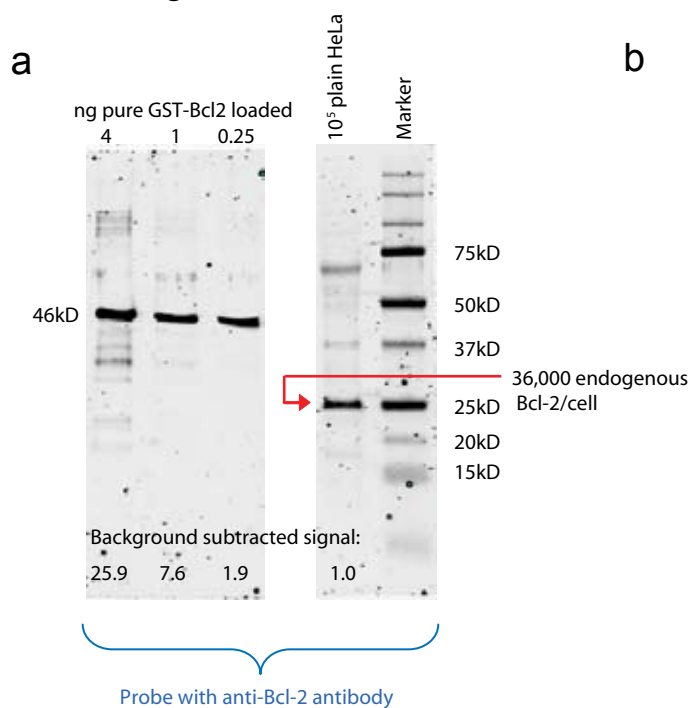 a
b
ng pure GST-Bcl2 loaded
4 1 0.25
10⁵ plain HeLa
Marker
46kD
75kD
50kD
37kD
36,000 endogenous
Bcl-2/cell
25kD
20kD
15kD
Background subtracted signal:
25.9 7.6 1.9 1.0
Probe with anti-Bcl-2 antibody